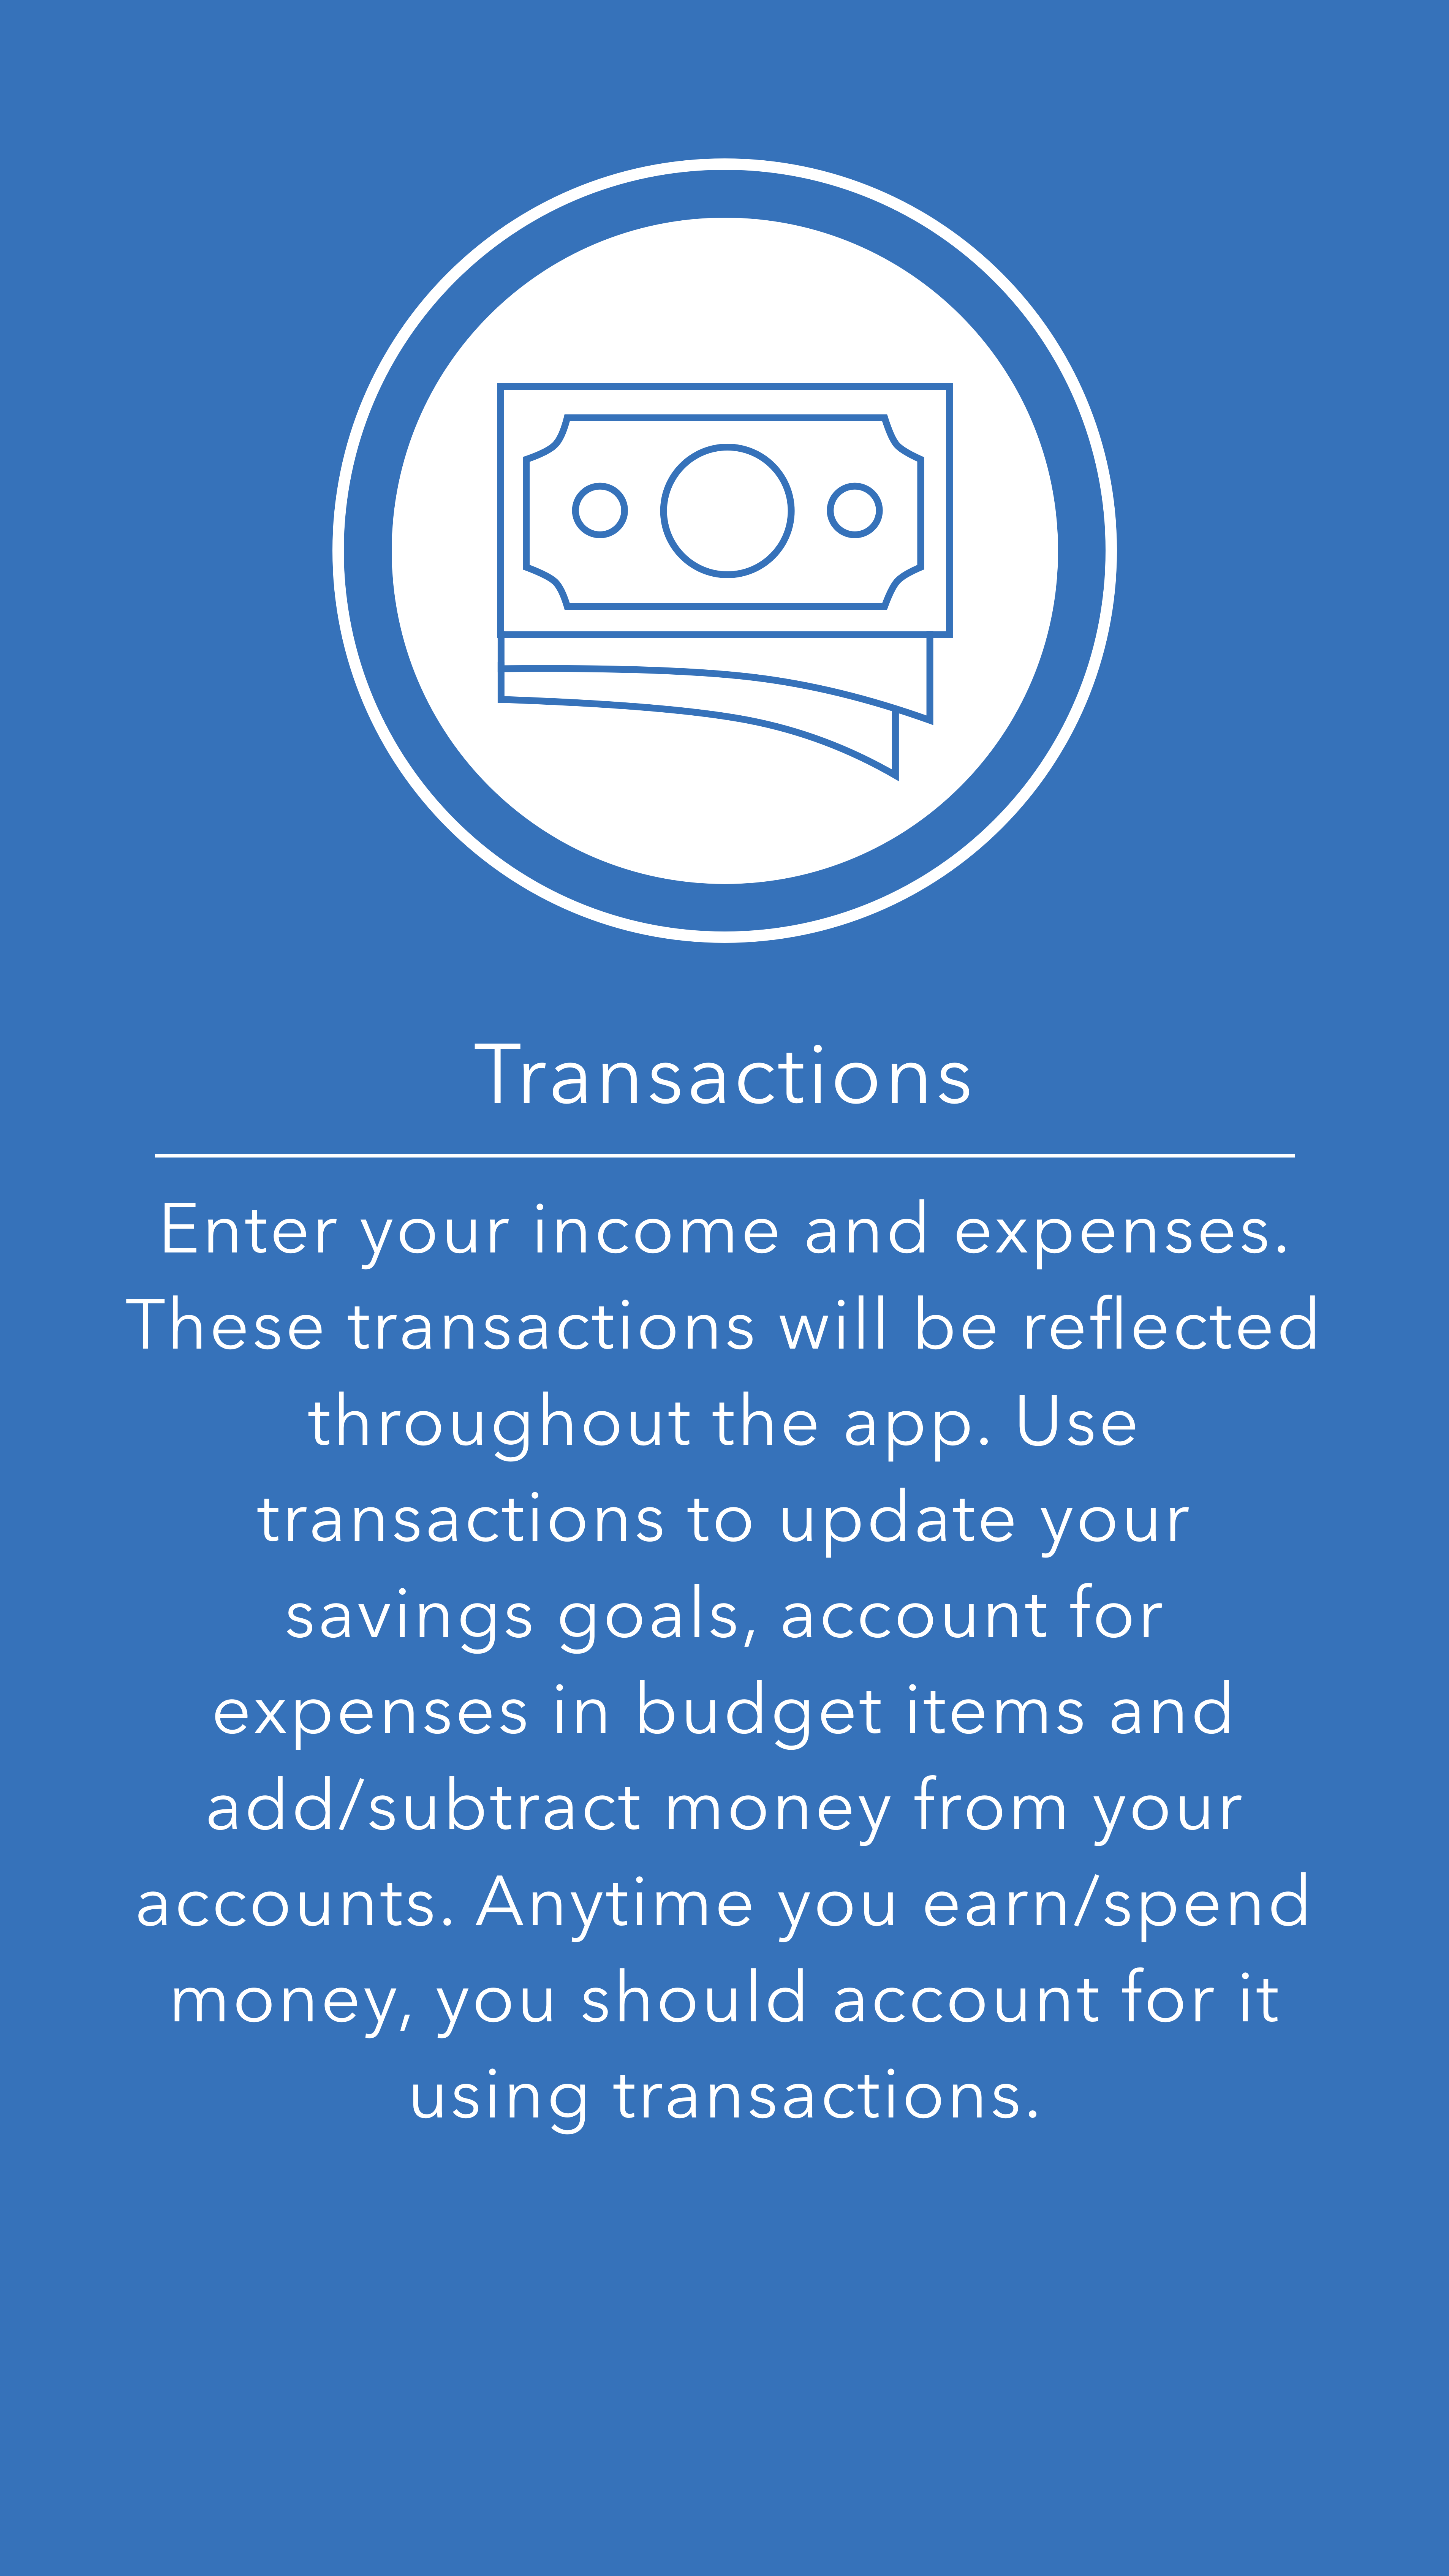 Transactions
Enter your income and expenses.
These transactions will be reflected
throughout the app. Use
transactions to update your
savings goals, account for
expenses in budget items and
add/subtract money from your
accounts. Anytime you earn/spend
money, you should account for it
using transactions.